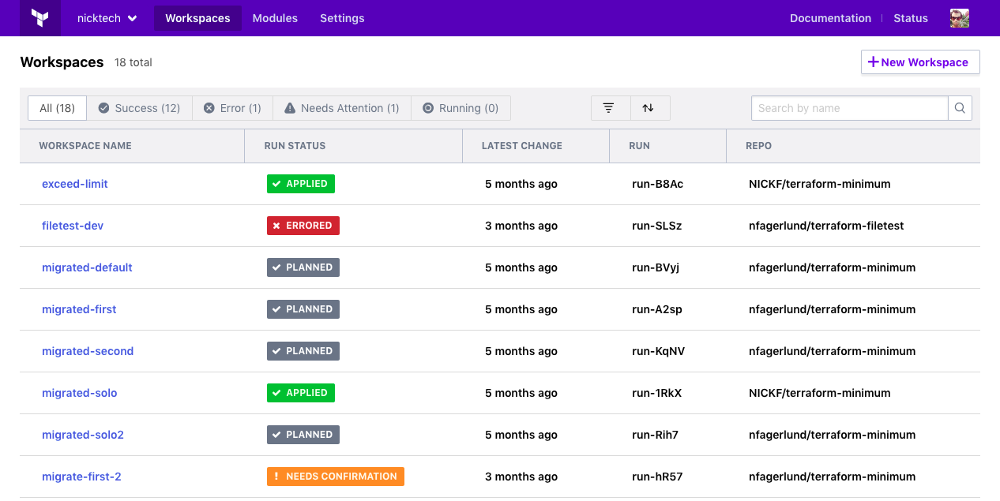 nicktech Workspaces Modules Settings Documentation Status
Workspaces 18 total + New Workspace
All (18) Success (12) Error (1) Needs Attention (1) Running (0) Search by name
WORKSPACE NAME RUN STATUS LATEST CHANGE RUN REPO
exceed-limit APPLIED 5 months ago run-B8Ac NICKF/terraform-minimum
filetest-dev ERRORED 3 months ago run-SLSz nfagerlund/terraform-filetest
migrated-default PLANNED 5 months ago run-BVyj nfagerlund/terraform-minimum
migrated-first PLANNED 5 months ago run-A2sp nfagerlund/terraform-minimum
migrated-second PLANNED 5 months ago run-KqNV nfagerlund/terraform-minimum
migrated-solo APPLIED 5 months ago run-1RkX NICKF/terraform-minimum
migrated-solo2 PLANNED 5 months ago run-Rih7 nfagerlund/terraform-minimum
migrate-first-2 ! NEEDS CONFIRMATION 3 months ago run-hR57 nfagerlund/terraform-minimum